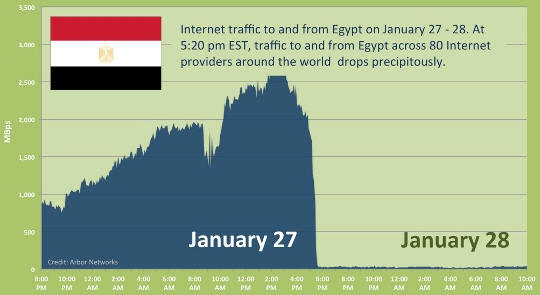 3,500
Internet traffic to and from Egypt on January 27 - 28. At
5:20 pm EST, traffic to and from Egypt across 80 Internet
providers around the world  drops precipitously.
3,000
2,500
2,000
1,500
1,000
500
0
MBps
January 27
January 28
Credit: Arbor Networks
8:00 10:00 12:00 2:00 4:00 6:00 8:00 10:00 12:00 2:00 4:00 6:00 8:00 10:00 12:00 2:00 4:00 6:00 8:00 10:00
PM PM AM AM AM AM AM AM PM PM PM PM PM PM AM AM AM AM AM AM